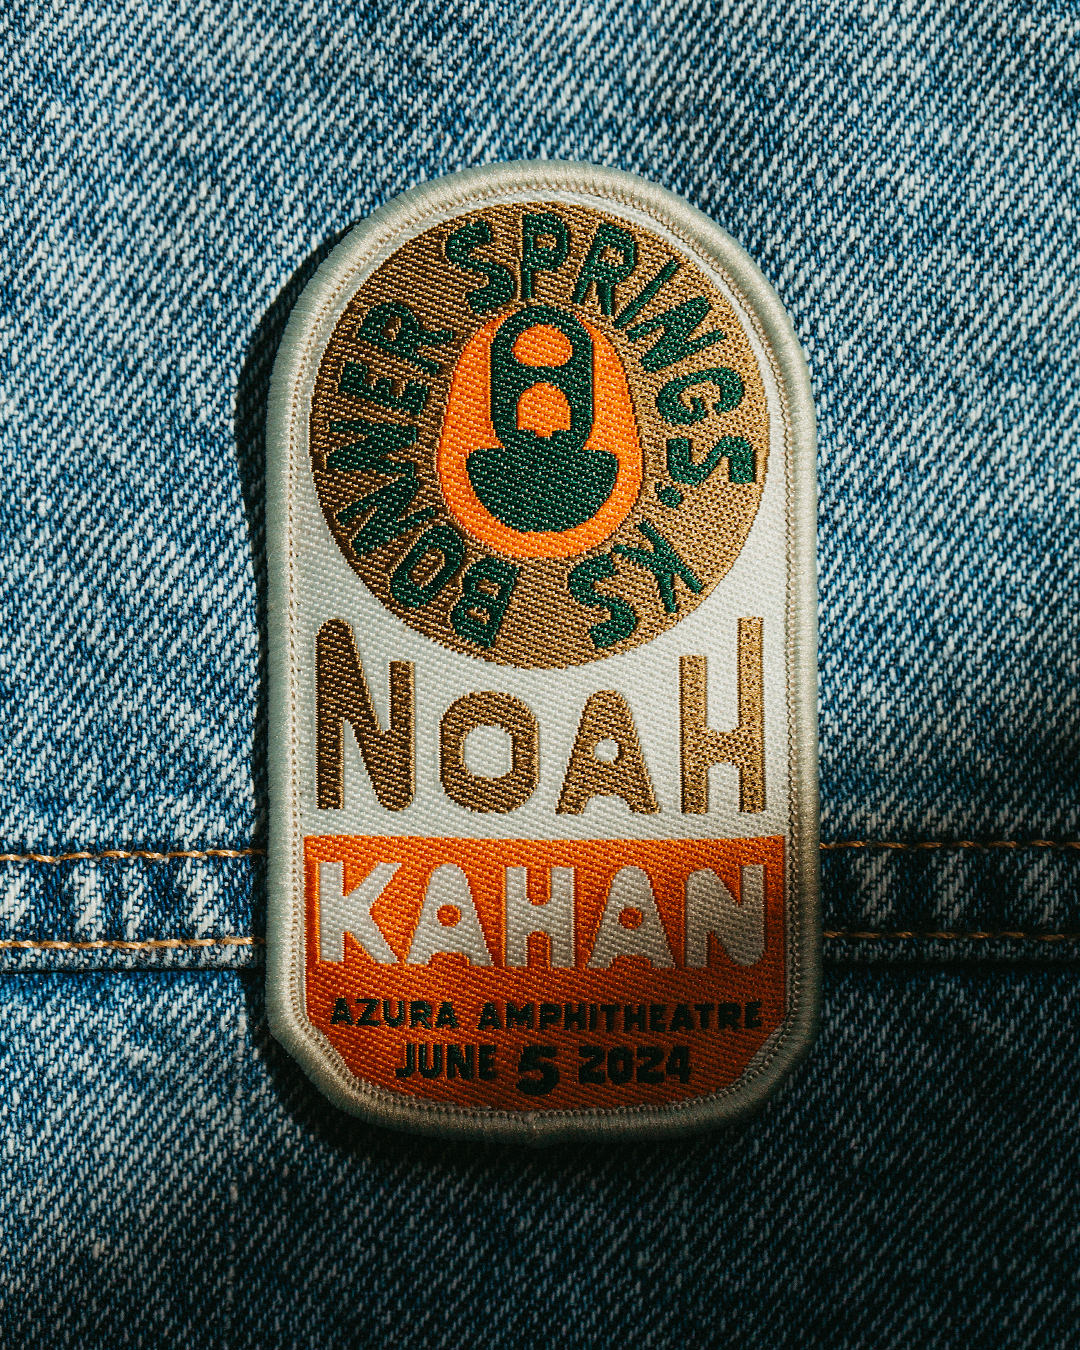 BONNER SPRINGS. KS
NOAH
KAHAN
AZURA AMPHITHEATRE
JUNE 5 2024